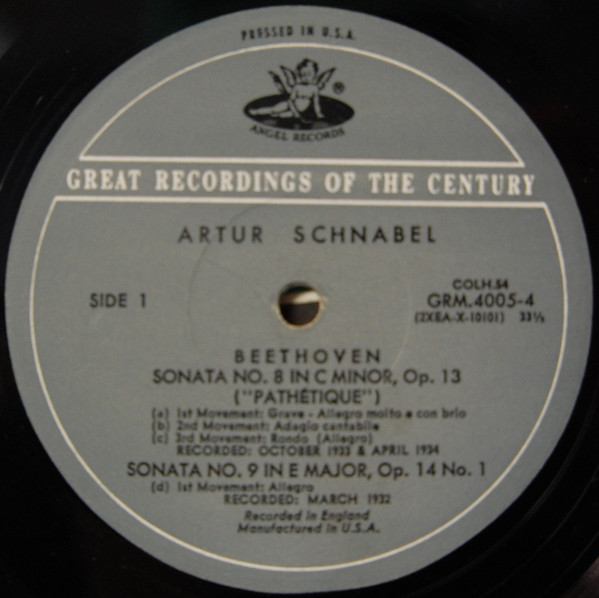 PRESSED IN U.S.A.
®
ANGEL RECORDS
GREAT RECORDINGS OF THE CENTURY
ARTUR SCHNABEL
SIDE 1
COLH.54
GRM.4005-4
(2XEA-X-10101) 33⅓
BEETHOVEN
SONATA NO. 8 IN C MINOR, Op. 13
("PATHÉTIQUE")
(a) 1st Movement: Grave - Allegro molto e con brio
(b) 2nd Movement: Adagio cantabile
(c) 3rd Movement: Rondo (Allegro)
RECORDED: OCTOBER 1933 & APRIL 1934
SONATA NO. 9 IN E MAJOR, Op. 14 No. 1
(d) 1st Movement: Allegro
RECORDED: MARCH 1932
Recorded in England
Manufactured in U.S.A.